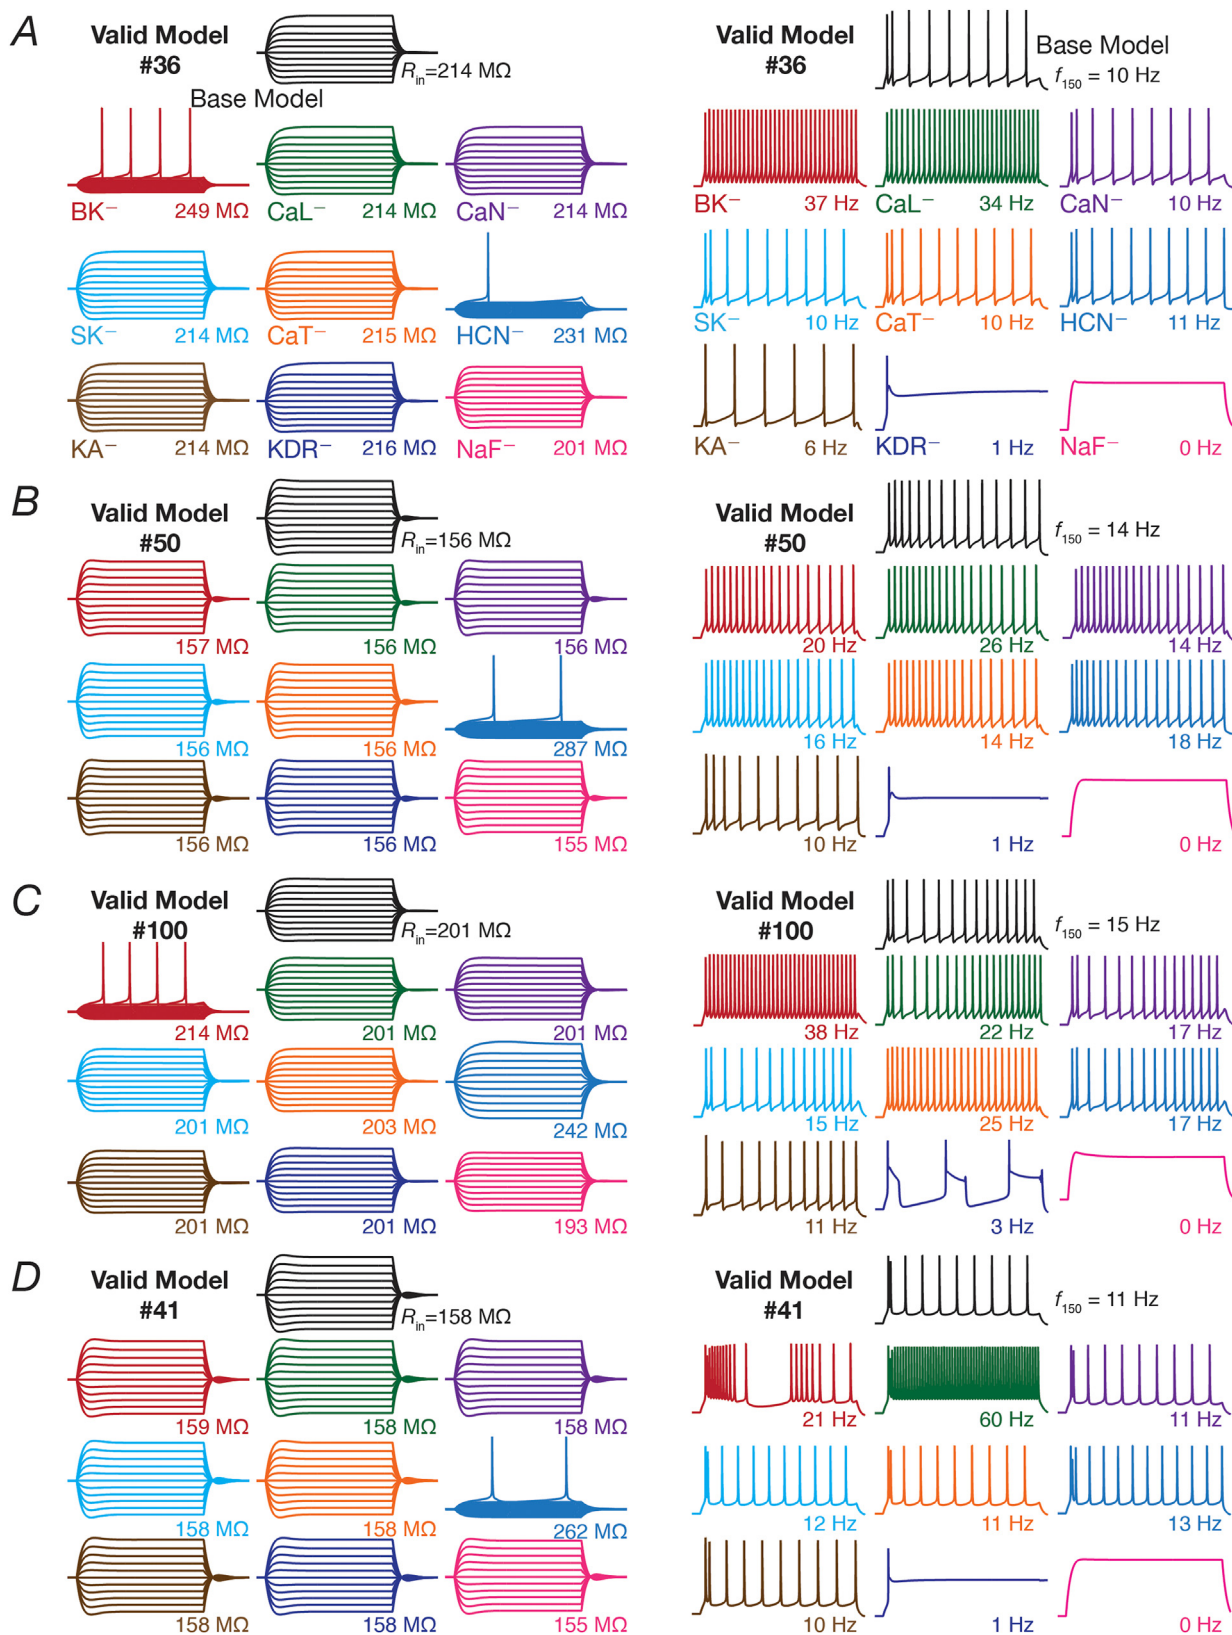 A
Valid Model
#36
R_in=214 MΩ
Base Model
BK⁻ 249 MΩ
CaL⁻ 214 MΩ
CaN⁻ 214 MΩ
SK⁻ 214 MΩ
CaT⁻ 215 MΩ
HCN⁻ 231 MΩ
KA⁻ 214 MΩ
KDR⁻ 216 MΩ
NaF⁻ 201 MΩ
Valid Model
#36
Base Model
f_150 = 10 Hz
BK⁻ 37 Hz
CaL⁻ 34 Hz
CaN⁻ 10 Hz
SK⁻ 10 Hz
CaT⁻ 10 Hz
HCN⁻ 11 Hz
KA⁻ 6 Hz
KDR⁻ 1 Hz
NaF⁻ 0 Hz
B
Valid Model
#50
R_in=156 MΩ
157 MΩ
156 MΩ
156 MΩ
156 MΩ
156 MΩ
287 MΩ
156 MΩ
156 MΩ
155 MΩ
Valid Model
#50
f_150 = 14 Hz
20 Hz
26 Hz
14 Hz
16 Hz
14 Hz
18 Hz
10 Hz
1 Hz
0 Hz
C
Valid Model
#100
R_in=201 MΩ
214 MΩ
201 MΩ
201 MΩ
201 MΩ
203 MΩ
242 MΩ
201 MΩ
201 MΩ
193 MΩ
Valid Model
#100
f_150 = 15 Hz
38 Hz
22 Hz
17 Hz
15 Hz
25 Hz
17 Hz
11 Hz
3 Hz
0 Hz
D
Valid Model
#41
R_in=158 MΩ
159 MΩ
158 MΩ
158 MΩ
158 MΩ
158 MΩ
262 MΩ
158 MΩ
158 MΩ
155 MΩ
Valid Model
#41
f_150 = 11 Hz
21 Hz
60 Hz
11 Hz
12 Hz
11 Hz
13 Hz
10 Hz
1 Hz
0 Hz